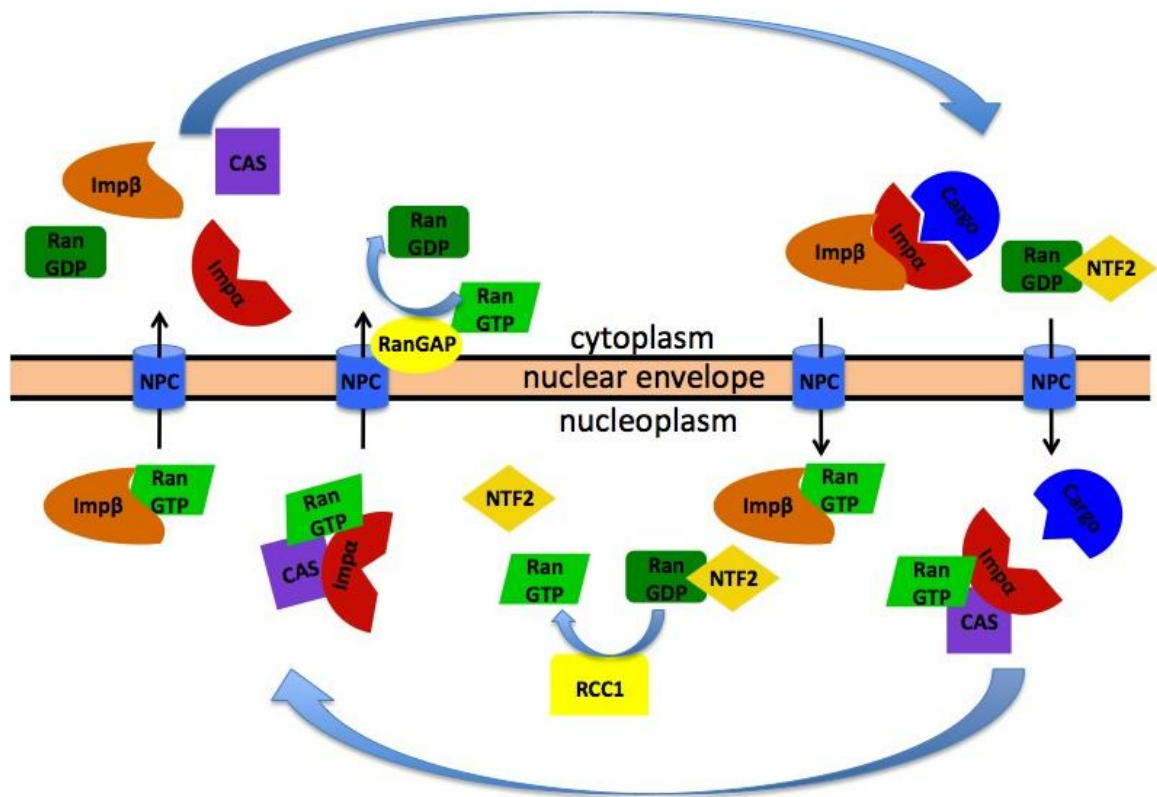 CAS
Impβ
Ran
GDP
Impα
Ran
GDP
Ran
GTP
RanGAP
Cargo
Impα
Impβ
Ran
GDP
NTF2
cytoplasm
nuclear envelope
nucleoplasm
NPC
NPC
NPC
NPC
Impβ
Ran
GTP
Ran
GTP
CAS
Impα
NTF2
Ran
GTP
Ran
GDP
NTF2
RCC1
Impβ
Ran
GTP
Cargo
Impα
Ran
GTP
CAS